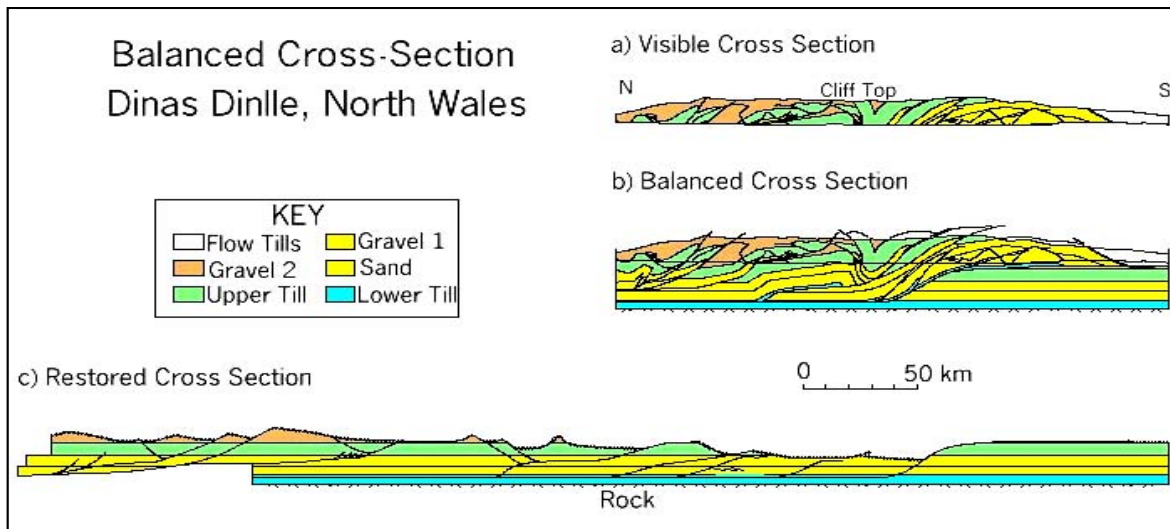 Balanced Cross-Section
Dinas Dinlle, North Wales
KEY
Flow Tills
Gravel 1
Gravel 2
Sand
Upper Till
Lower Till
a) Visible Cross Section
N
Cliff Top
S
b) Balanced Cross Section
c) Restored Cross Section
0
50 km
Rock